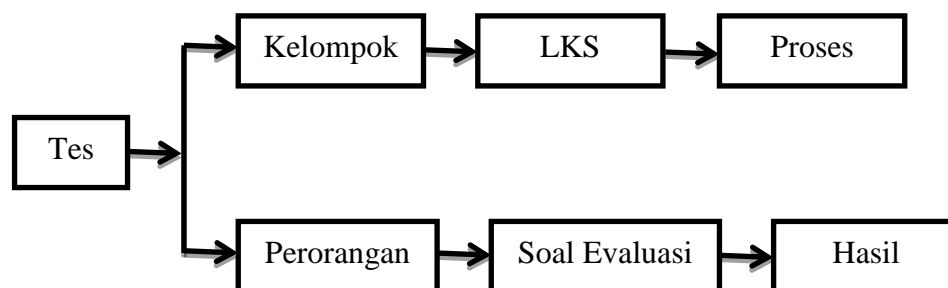 Kelompok
LKS
Proses
Tes
Perorangan
Soal Evaluasi
Hasil